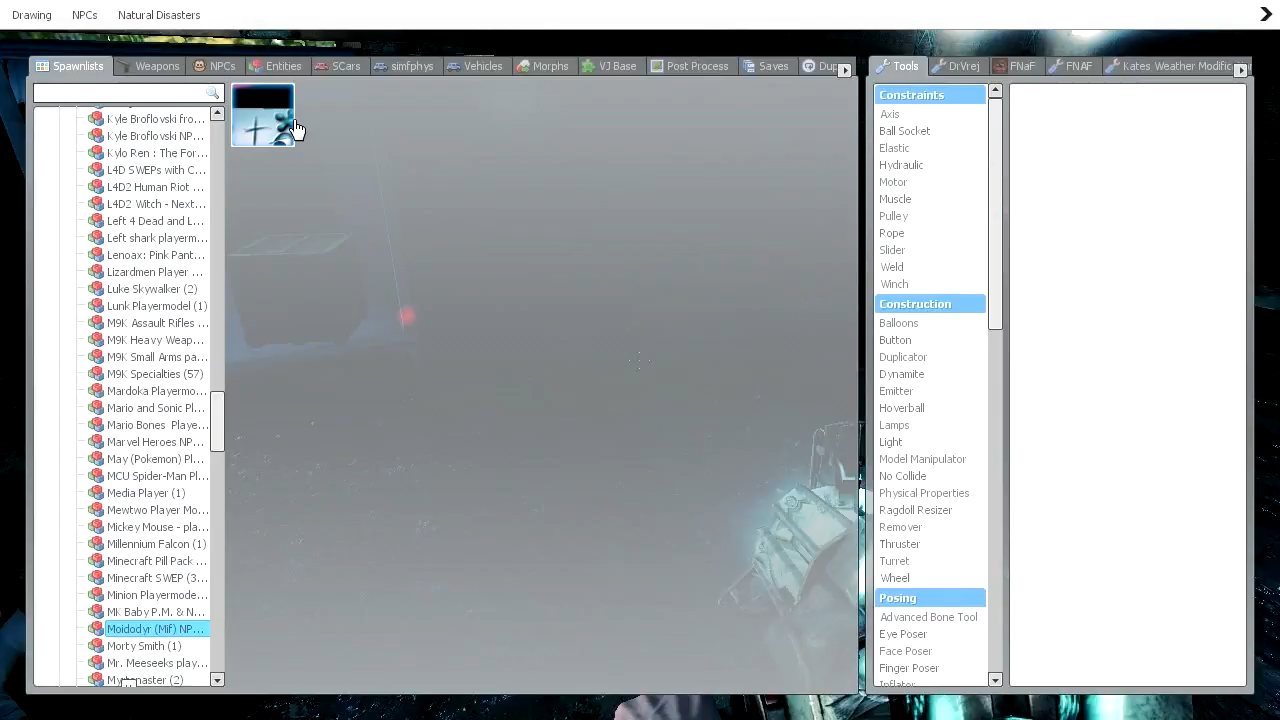 Drawing NPCs Natural Disasters
Spawnlists Weapons NPCs Entities SCars simfphys Vehicles Morphs VJ Base Post Process Saves Dup
Tools DrVrej FNaF FNAF Kates Weather Modific
Kyle Broflovski fro...
Kyle Broflovski NP...
Kylo Ren : The For...
L4D SWEPs with C...
L4D2 Human Riot ...
L4D2 Witch - Next...
Left 4 Dead and L...
Left shark playerm...
Lenoax: Pink Pant...
Lizardmen Player ...
Luke Skywalker (2)
Lunk Playermodel (1)
M9K Assault Rifles ...
M9K Heavy Weap...
M9K Small Arms pa...
M9K Specialties (57)
Mardoka Playermo...
Mario and Sonic Pl...
Mario Bones Playe...
Marvel Heroes NP...
May (Pokemon) Pl...
MCU Spider-Man Pl...
Media Player (1)
Mewtwo Player Mo...
Mickey Mouse - pla...
Millennium Falcon (1)
Minecraft Pill Pack ...
Minecraft SWEP (3...
Minion Playermode...
MK Baby P.M. & N...
Moidodyr (Mif) NP...
Morty Smith (1)
Mr. Meeseeks play...
Constraints
Axis
Ball Socket
Elastic
Hydraulic
Motor
Muscle
Pulley
Rope
Slider
Weld
Winch
Construction
Balloons
Button
Duplicator
Dynamite
Emitter
Hoverball
Lamps
Light
Model Manipulator
No Collide
Physical Properties
Ragdoll Resizer
Remover
Thruster
Turret
Wheel
Posing
Advanced Bone Tool
Eye Poser
Face Poser
Finger Poser
Inflator